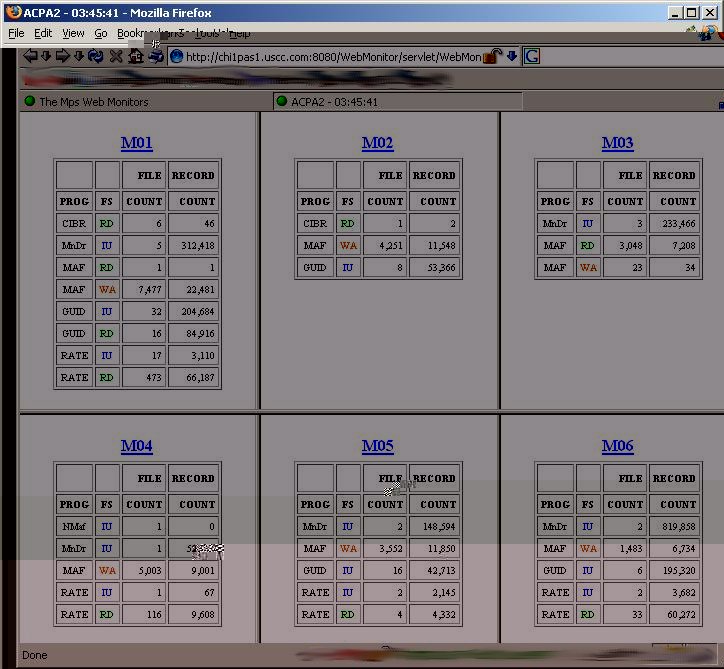 ACPA2 - 03:45:41 - Mozilla Firefox
File Edit View Go
http://chi1pas1.uscc.com:8080/WebMonitor/servlet/WebMon G
The Mps Web Monitors ACPA2 - 03:45:41
M01 M02 M03
FILE RECORD FILE RECORD FILE RECORD
PROG FS COUNT COUNT PROG FS COUNT COUNT PROG FS COUNT COUNT
CIBR RD 6 46 CIBR RD 1 2 MnDr IU 3 233,466
MnDr IU 5 312,418 MAF WA 4,251 11,548 MAF RD 3,048 7,208
MAF RD 1 1 GUID IU 8 53,366 MAF WA 23 34
MAF WA 7,477 22,481
GUID IU 32 204,684
GUID RD 16 84,916
RATE IU 17 3,110
RATE RD 473 66,187
M04 M05 M06
FILE RECORD FILE RECORD FILE RECORD
PROG FS COUNT COUNT PROG FS COUNT COUNT PROG FS COUNT COUNT
NMaf IU 1 0 MnDr IU 2 148,594 MnDr IU 2 819,858
MnDr IU 1 MAF WA 3,552 11,850 MAF WA 1,483 6,734
MAF WA 5,003 9,001 GUID IU 16 42,713 GUID IU 6 195,320
RATE IU 1 67 RATE IU 2 2,145 RATE IU 2 3,682
RATE RD 116 9,608 RATE RD 4 4,332 RATE RD 33 60,272
Done